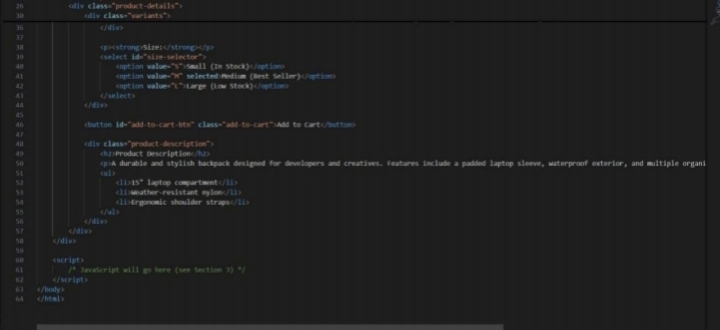 26 <div class="product-details">
30 <div class="variants">
36 </div>
37
38 <p><strong>Size:</strong></p>
39 <select id="size-selector">
40 <option value="S">Small (In Stock)</option>
41 <option value="M" selected>Medium (Best Seller)</option>
42 <option value="L">Large (Low Stock)</option>
43 </select>
44 </div>
45
46 <button id="add-to-cart-btn" class="add-to-cart">Add to Cart</button>
47
48 <div class="product-description">
49 <h2>Product Description</h2>
50 <p>A durable and stylish backpack designed for developers and creatives. Features include a padded laptop sleeve, waterproof exterior, and multiple organi
51 <ul>
52 <li>15" laptop compartment</li>
53 <li>Weather-resistant nylon</li>
54 <li>Ergonomic shoulder straps</li>
55 </ul>
56 </div>
57 </div>
58 </div>
59
60 <script>
61 /* JavaScript will go here (see Section 3) */
62 </script>
63 </body>
64 </html>